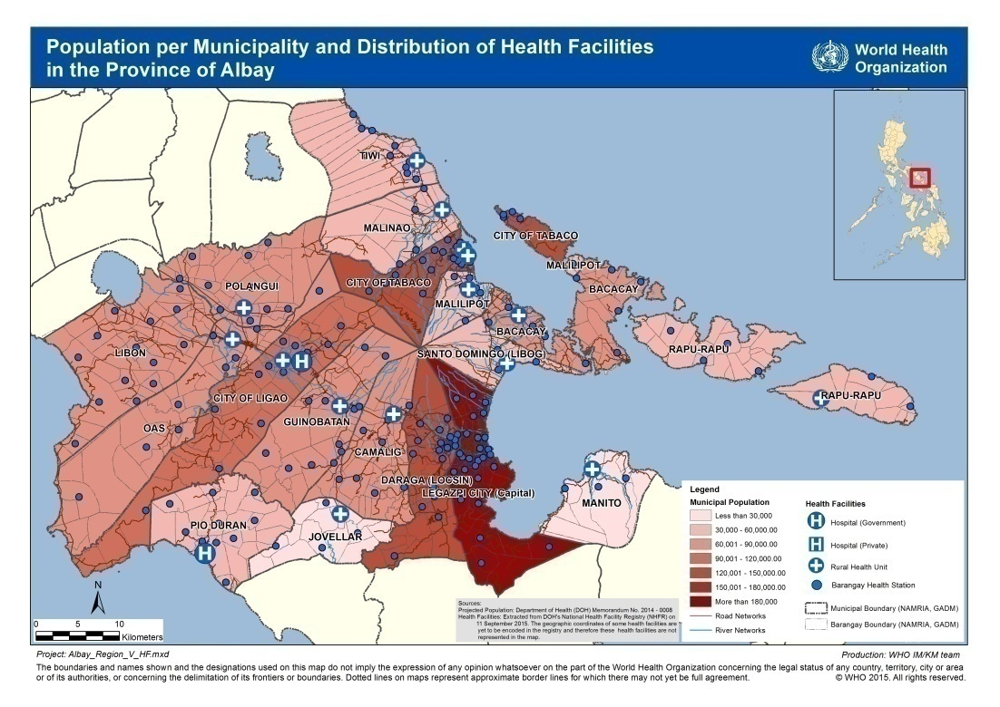 Population per Municipality and Distribution of Health Facilities
in the Province of Albay
World Health
Organization
TIWI
MALINAO
CITY OF TABACO
MALILIPOT
BACACAY
POLANGUI
CITY OF TABACO
MALILIPOT
BACACAY
LIBON
SANTO DOMINGO (LIBOG)
RAPU-RAPU
CITY OF LIGAO
RAPU-RAPU
GUINOBATAN
OAS
CAMALIG
DARAGA (LOCSIN)
LEGAZPI CITY (Capital)
MANITO
PIO DURAN
JOVELLAR
H
H
N
0 5 10
Kilometers
Legend
Municipal Population
Less than 30,000
30,000 - 60,000.00
60,001 - 90,000.00
90,001 - 120,000.00
120,001 - 150,000.00
150,001 - 180,000.00
More than 180,000
Road Networks
River Networks
Health Facilities
H Hospital (Government)
H Hospital (Private)
Rural Health Unit
Barangay Health Station
Municipal Boundary (NAMRIA, GADM)
Barangay Boundary (NAMRIA, GADM)
Sources:
Projected Population: Department of Health (DOH) Memorandum No. 2014 - 0008
Health Facilities: Extracted from DOH's National Health Facility Registry (NHFR) on
11 September 2015. The geographic coordinates of some health facilities are
yet to be encoded in the registry and therefore these health facilities are not
represented in the map.
Project: Albay_Region_V_HF.mxd
Production: WHO IM/KM team
The boundaries and names shown and the designations used on this map do not imply the expression of any opinion whatsoever on the part of the World Health Organization concerning the legal status of any country, territory, city or area
or of its authorities, or concerning the delimitation of its frontiers or boundaries. Dotted lines on maps represent approximate border lines for which there may not yet be full agreement.
© WHO 2015. All rights reserved.